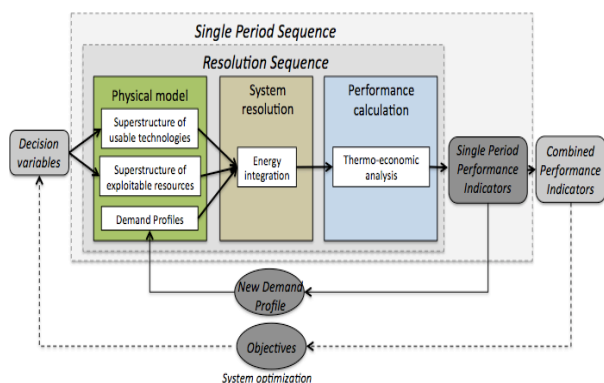 Single Period Sequence
Resolution Sequence
Physical model
System
resolution
Performance
calculation
Decision
variables
Superstructure of
usable technologies
Superstructure of
exploitable resources
Demand Profiles
Energy
integration
Thermo-economic
analysis
Single Period
Performance
Indicators
Combined
Performance
Indicators
New Demand
Profile
Objectives
System optimization